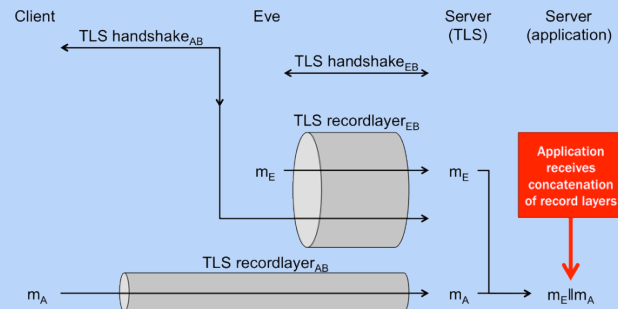 Client
Eve
Server
(TLS)
Server
(application)
TLS handshakeAB
TLS handshakeEB
TLS recordlayerEB
mE
mE
Application
receives
concatenation
of record layers
TLS recordlayerAB
mA
mA
mE||mA